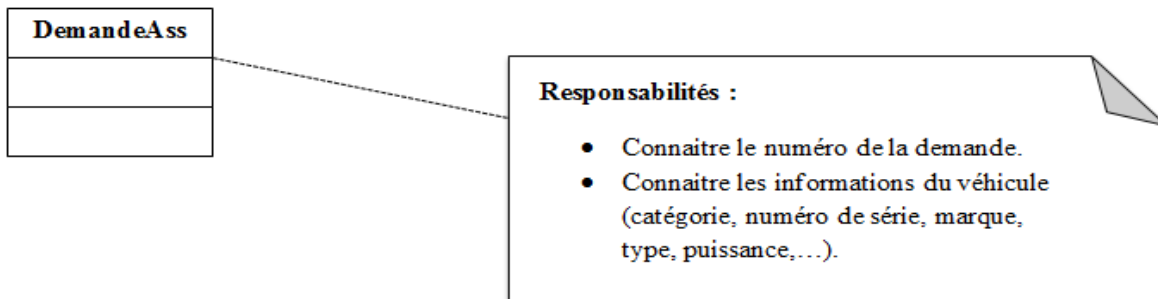 DemandeAss
Responsabilités :
• Connaitre le numéro de la demande.
• Connaitre les informations du véhicule
(catégorie, numéro de série, marque,
type, puissance,…).